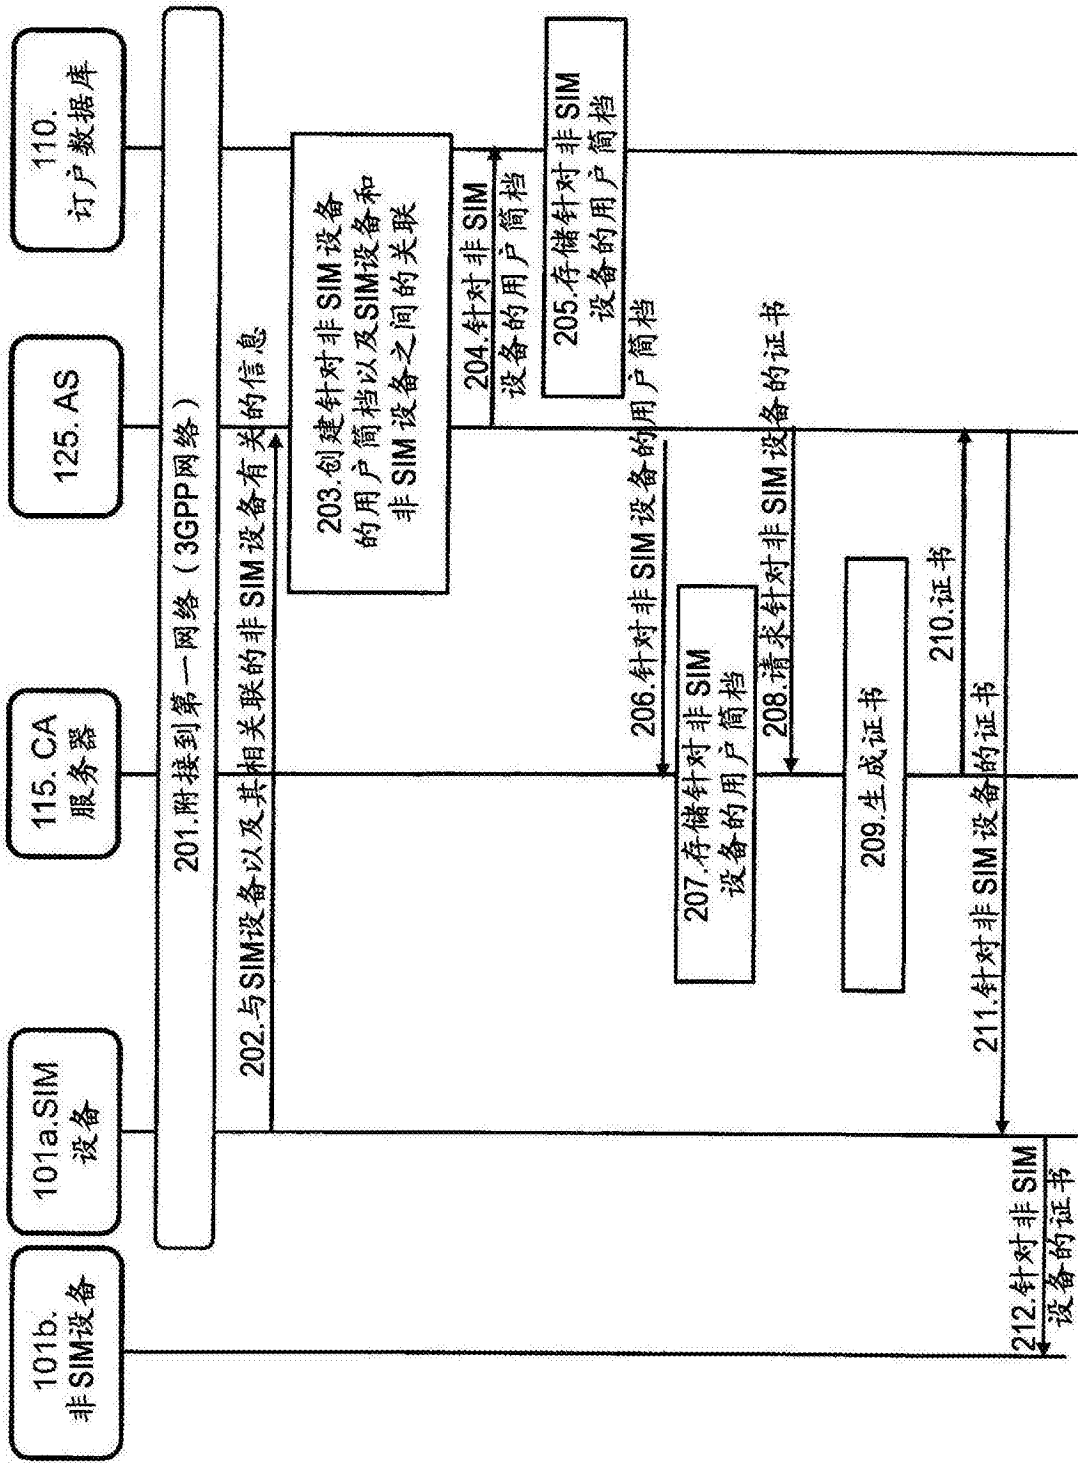 101b.
非SIM设备
101a.SIM
设备
115. CA
服务器
125. AS
110.
订户数据库
201.附接到第一网络（3GPP网络）
202.与SIM设备以及其相关联的非SIM设备有关的信息
203.创建针对非SIM设备
的用户简档以及SIM设备和
非SIM设备之间的关联
204.针对非SIM
设备的用户简档
205.存储针对非SIM
设备的用户简档
206.针对非SIM设备的用户简档
207.存储针对非SIM
设备的用户简档
208.请求针对非SIM设备的证书
209.生成证书
210.证书
211.针对非SIM设备的证书
212.针对非SIM
设备的证书